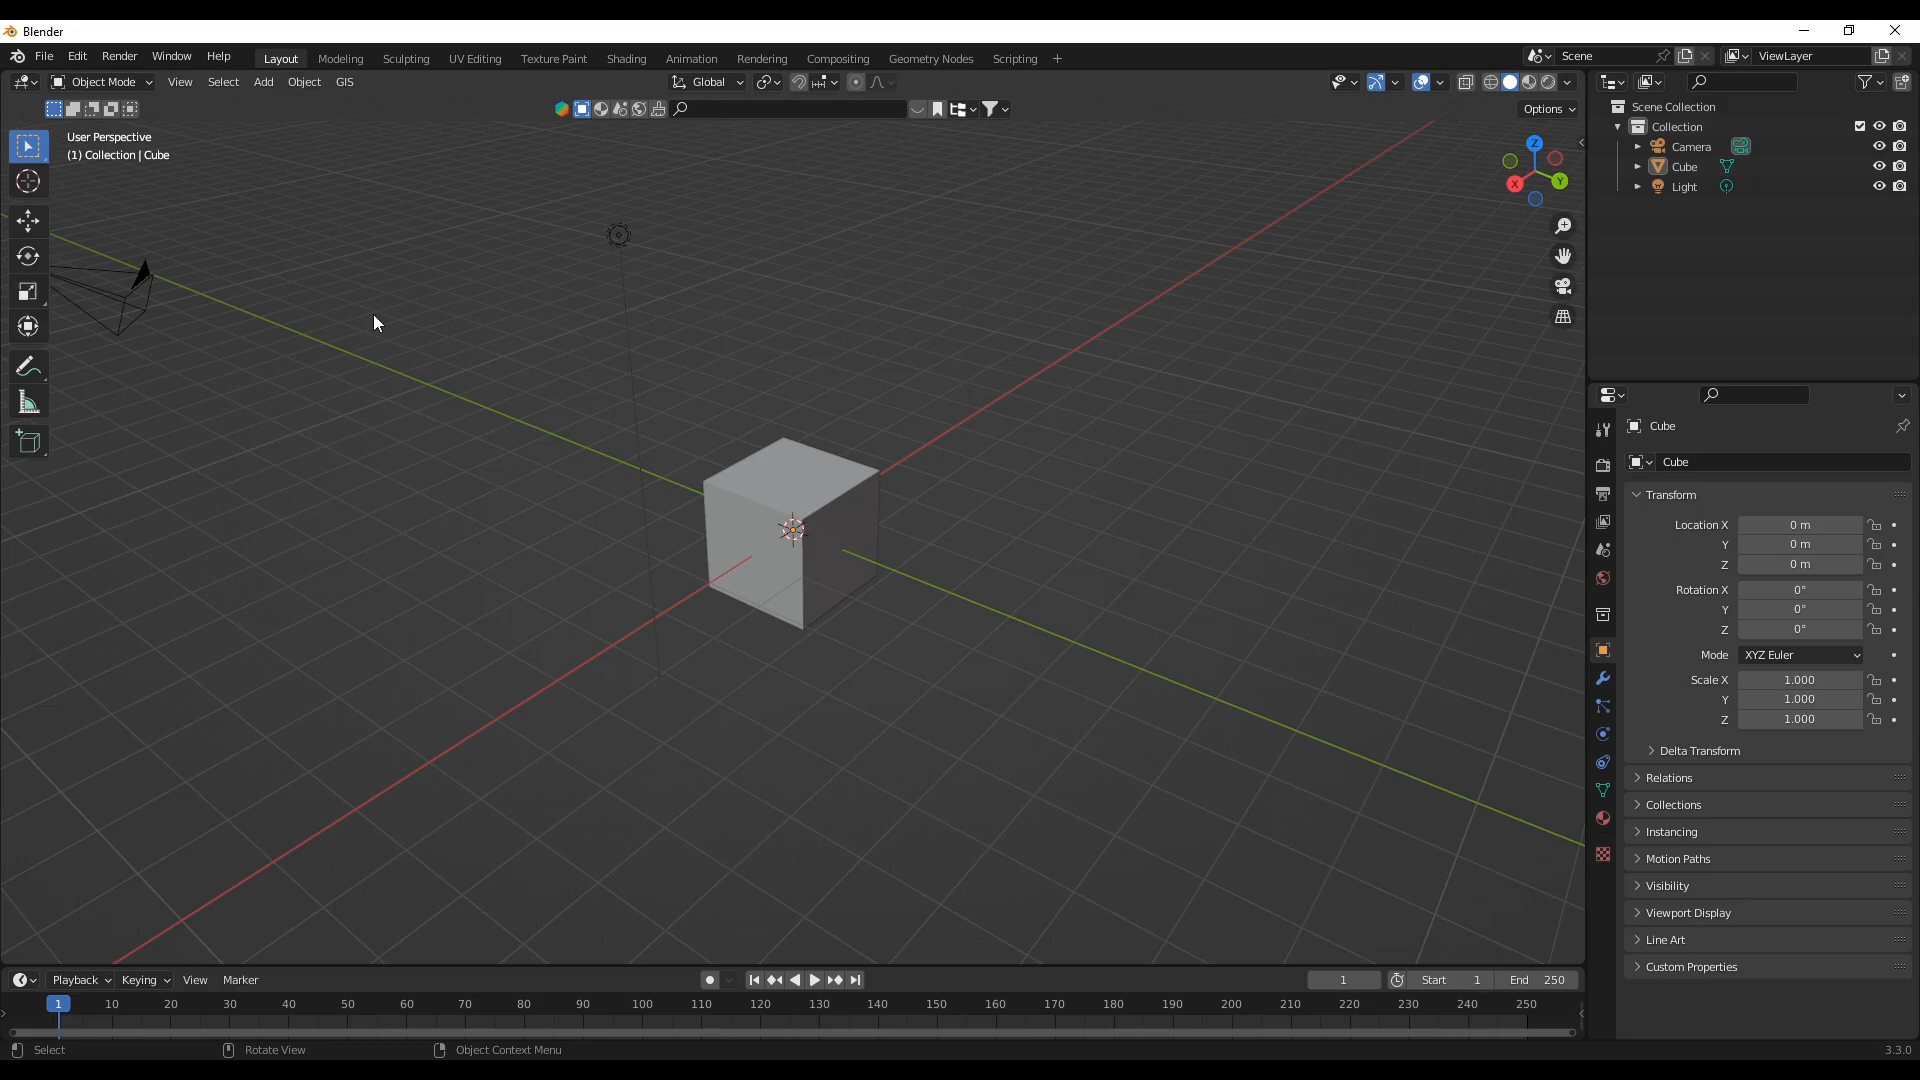 Blender
File Edit Render Window Help Layout Modeling Sculpting UV Editing Texture Paint Shading Animation Rendering Compositing Geometry Nodes Scripting + Scene ViewLayer
Object Mode View Select Add Object GIS Global
Options
User Perspective
(1) Collection | Cube
Z
X
Y
Scene Collection
Collection
Camera
Cube
Light
Cube
Cube
Transform
Location X 0 m
Y 0 m
Z 0 m
Rotation X 0°
Y 0°
Z 0°
Mode XYZ Euler
Scale X 1.000
Y 1.000
Z 1.000
Delta Transform
Relations
Collections
Instancing
Motion Paths
Visibility
Viewport Display
Line Art
Custom Properties
Playback Keying View Marker 1 Start 1 End 250
1 10 20 30 40 50 60 70 80 90 100 110 120 130 140 150 160 170 180 190 200 210 220 230 240 250
Select Rotate View Object Context Menu 3.3.0